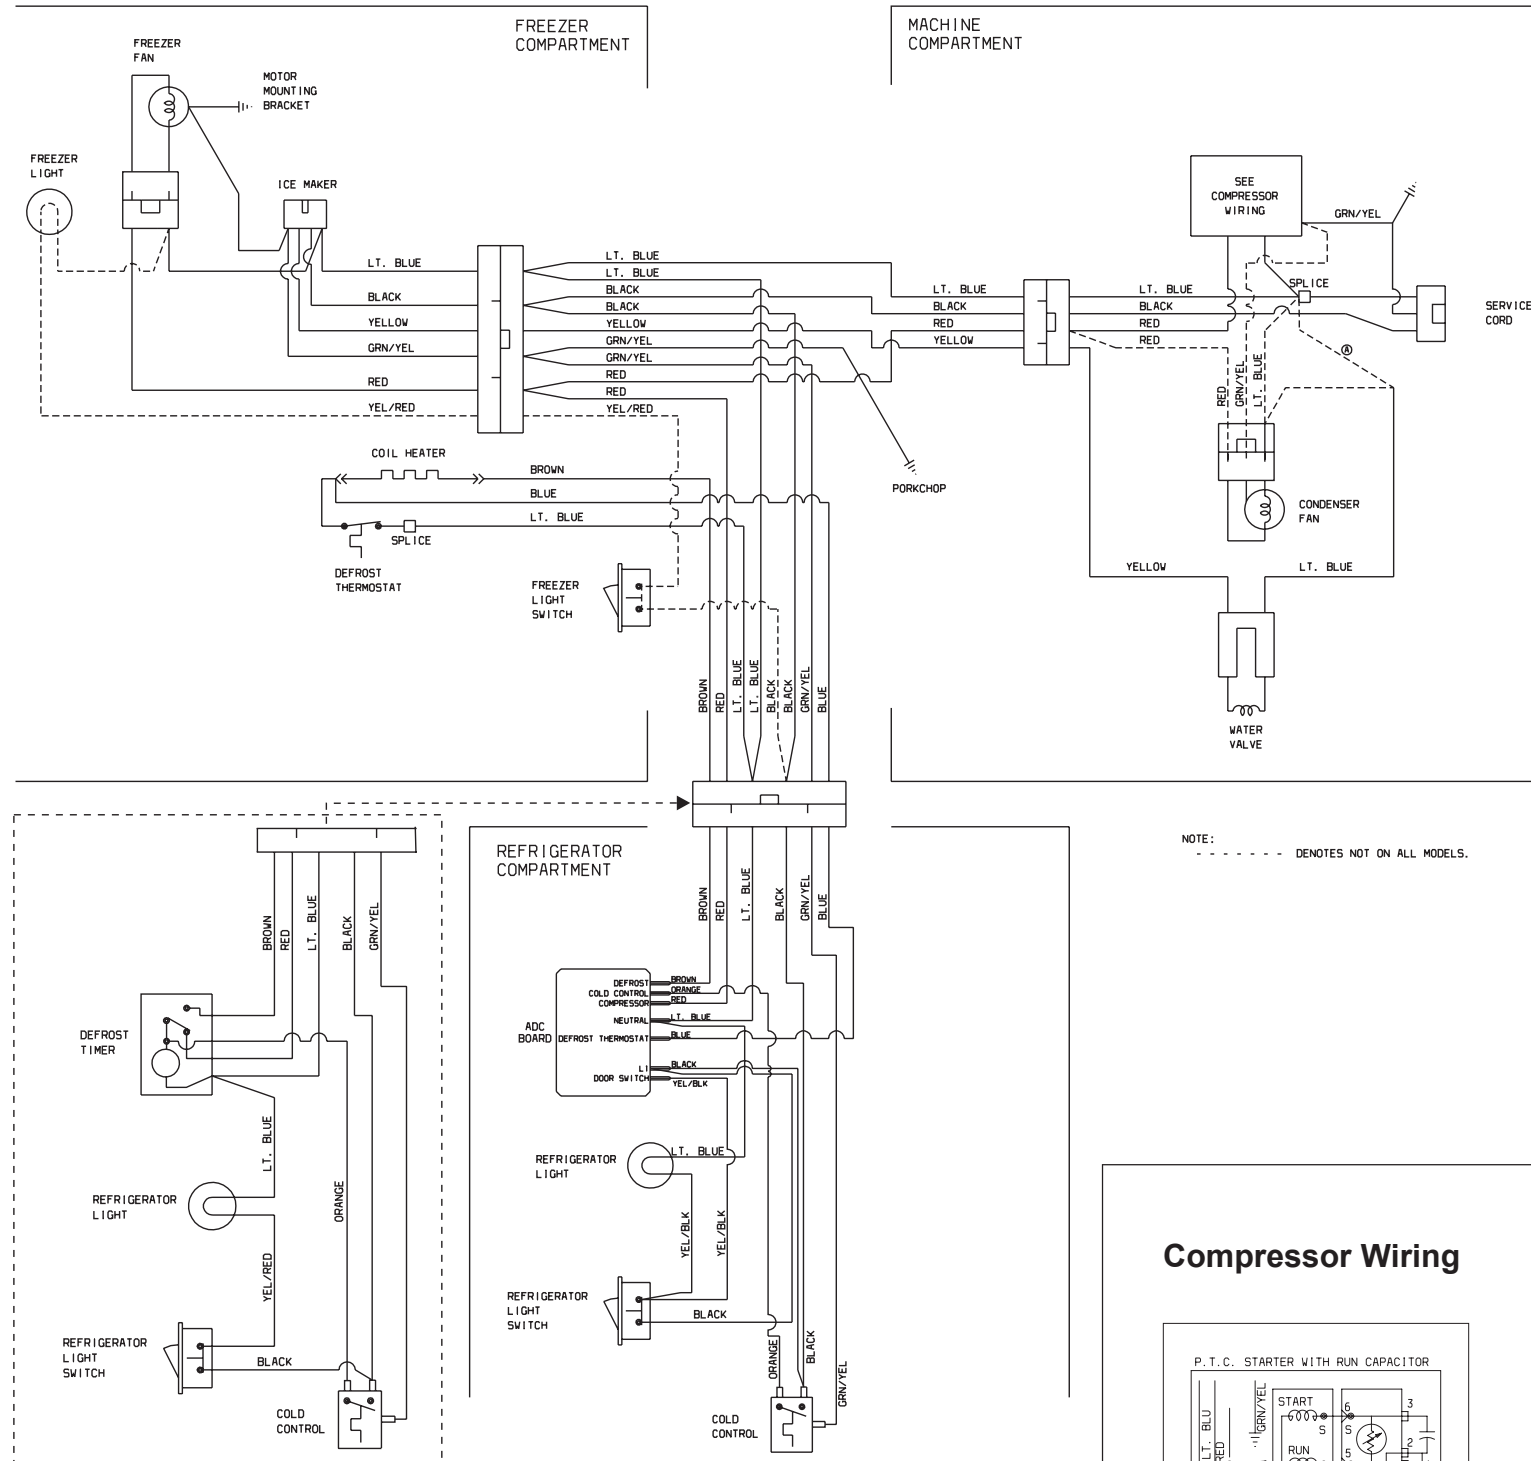 FREEZER
COMPARTMENT
MACHINE
COMPARTMENT
FREEZER
FAN
MOTOR
MOUNTING
BRACKET
FREEZER
LIGHT
ICE MAKER
LT. BLUE
BLACK
YELLOW
GRN/YEL
RED
YEL/RED
LT. BLUE
LT. BLUE
BLACK
BLACK
YELLOW
GRN/YEL
GRN/YEL
RED
RED
YEL/RED
LT. BLUE
BLACK
RED
YELLOW
SEE
COMPRESSOR
WIRING
GRN/YEL
SPLICE
LT. BLUE
BLACK
RED
RED
SERVICE
CORD
A
RED
GRN/YEL
LT. BLUE
CONDENSER
FAN
YELLOW
LT. BLUE
WATER
VALVE
PORKCHOP
COIL HEATER
BROWN
BLUE
LT. BLUE
SPLICE
DEFROST
THERMOSTAT
FREEZER
LIGHT
SWITCH
BROWN
RED
LT. BLUE
LT. BLUE
BLACK
BLACK
GRN/YEL
BLUE
NOTE:
- - - - - - - DENOTES NOT ON ALL MODELS.
BROWN
RED
LT. BLUE
BLACK
GRN/YEL
DEFROST
TIMER
LT. BLUE
REFRIGERATOR
LIGHT
ORANGE
YEL/RED
REFRIGERATOR
LIGHT
SWITCH
BLACK
COLD
CONTROL
REFRIGERATOR
COMPARTMENT
BROWN
RED
LT. BLUE
BLACK
GRN/YEL
BLUE
ADC
BOARD
DEFROST
COLD CONTROL
COMPRESSOR
NEUTRAL
DEFROST THERMOSTAT
L1
DOOR SWITCH
BROWN
ORANGE
RED
LT. BLUE
BLUE
BLACK
YEL/BLK
REFRIGERATOR
LIGHT
LT. BLUE
YEL/BLK
YEL/BLK
REFRIGERATOR
LIGHT
SWITCH
BLACK
ORANGE
BLACK
GRN/YEL
COLD
CONTROL
Compressor Wiring
P.T.C. STARTER WITH RUN CAPACITOR
LT. BLU
RED
GRN/YEL
START
S
6
S
3
RUN
5
2